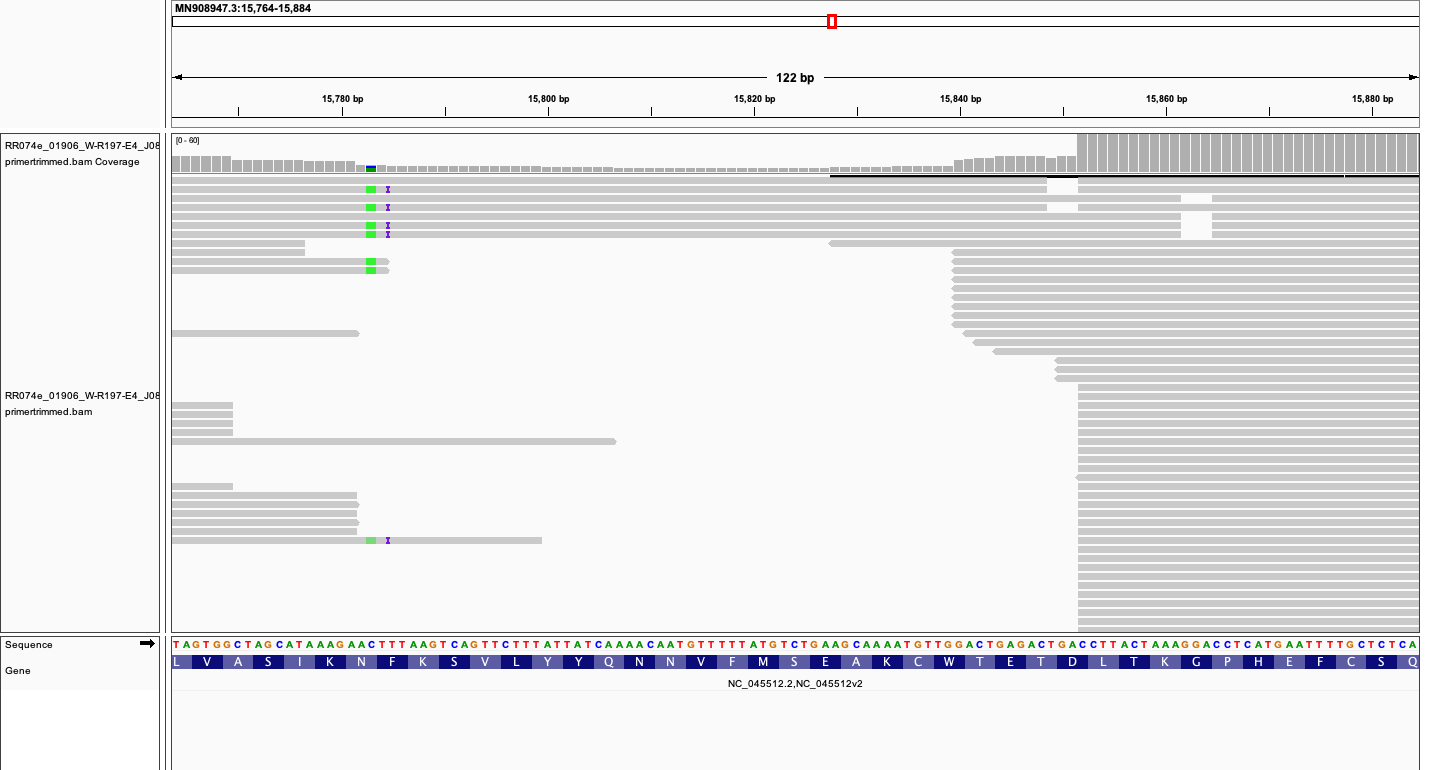 MN908947.3:15,764-15,884
122 bp
15,780 bp 15,800 bp 15,820 bp 15,840 bp 15,860 bp 15,880 bp
RR074e_01906_W-R197-E4_J08
primertrimmed.bam Coverage
[0 - 60]
RR074e_01906_W-R197-E4_J08
primertrimmed.bam
Sequence
TAGTGGCTAGCATAAAGAACTTTAAGTCAGTTCTTTATTATCAAAACAATGTTTTTATGTCTGAAGCAAAATGTTGGACTGAGACTGACCTTACTAAAGGACCTCATGAATTTTGCTCTCA
Gene
L V A S I K N F K S V L Y Y Q N N V F M S E A K C W T E T D L T K G P H E F C S Q
NC_045512.2,NC_045512v2